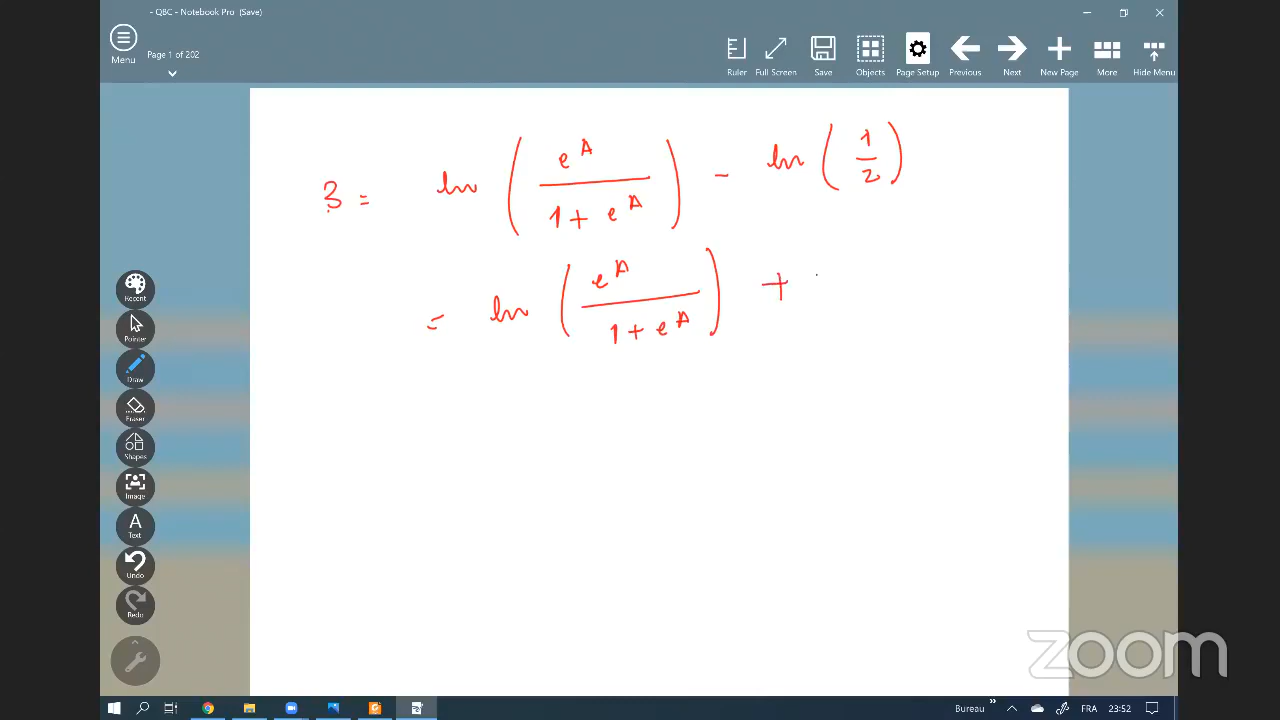 - QBC - Notebook Pro (Save)
Menu
Page 1 of 202
Ruler Full Screen Save Objects Page Setup Previous Next New Page More Hide Menu
3 = ln ( e^A / 1 + e^A ) - ln ( 1 / 2 )
= ln ( e^A / 1 + e^A ) +
Recent
Pointer
Draw
Eraser
Shapes
Image
A
Text
Undo
Redo
zoom
Bureau » FRA 23:52